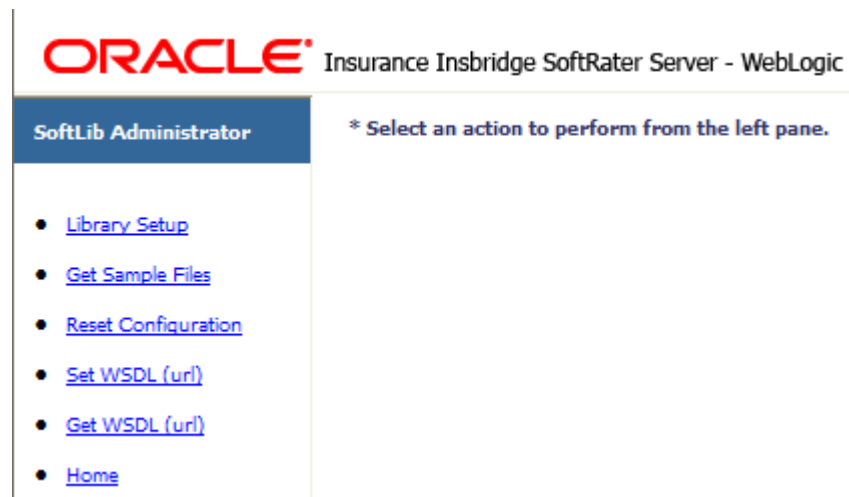 ORACLE Insurance Insbridge SoftRater Server - WebLogic
SoftLib Administrator
* Select an action to perform from the left pane.
Library Setup
Get Sample Files
Reset Configuration
Set WSDL (url)
Get WSDL (url)
Home